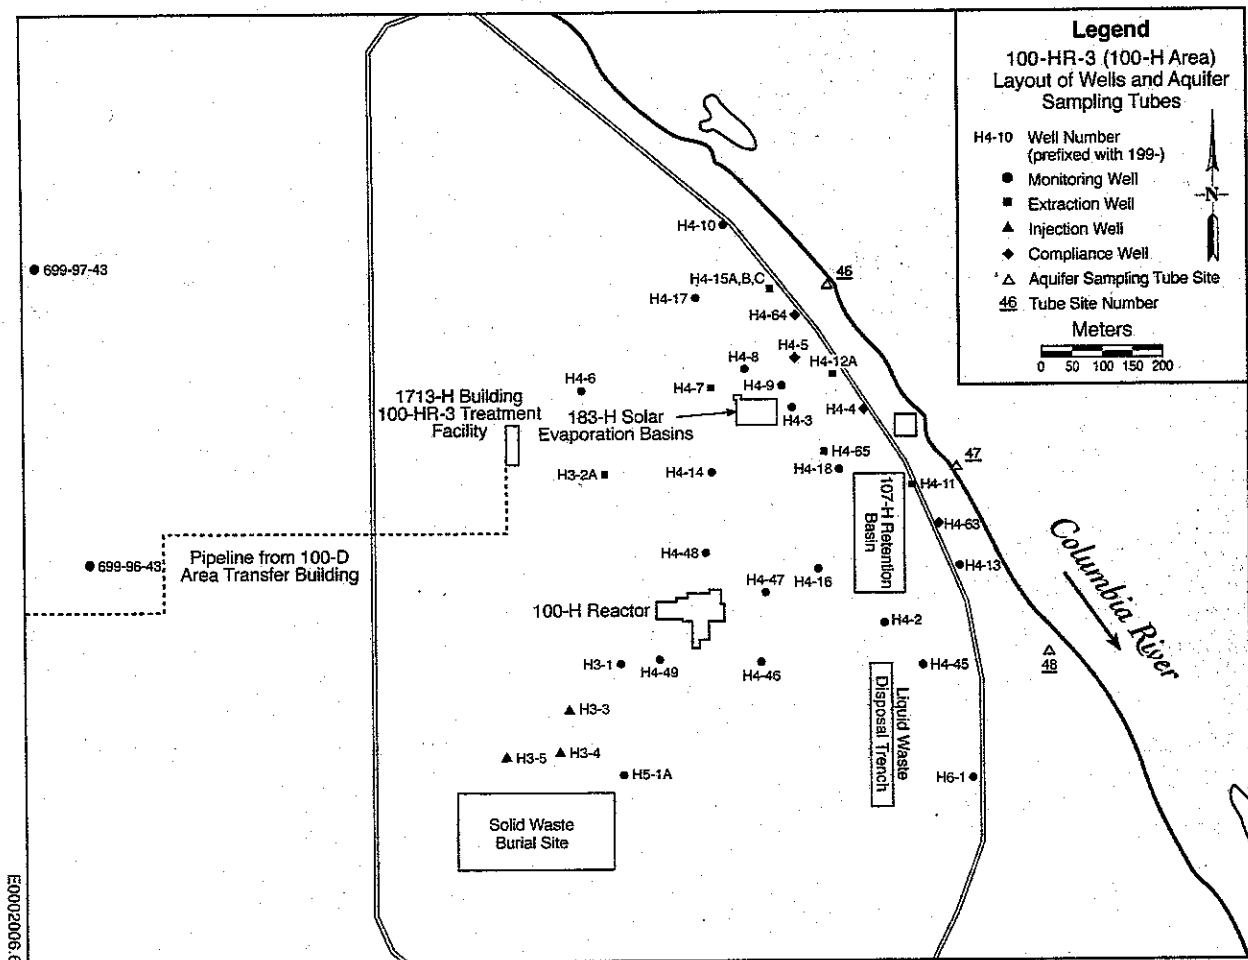 Legend
100-HR-3 (100-H Area)
Layout of Wells and Aquifer
Sampling Tubes
H4-10 Well Number
(prefixed with 199-)
Monitoring Well
Extraction Well
Injection Well
Compliance Well
Aquifer Sampling Tube Site
46 Tube Site Number
Meters
0 50 100 150 200
N
H4-10
699-97-43
H4-15A,B,C
46
H4-17
H4-64
H4-5
H4-8
H4-12A
H4-6
H4-7
H4-9
1713-H Building
100-HR-3 Treatment
Facility
183-H Solar
Evaporation Basins
H4-3
H4-4
H4-65
47
H3-2A
H4-14
H4-18
H4-11
107-H Retention
Basin
H4-63
Columbia River
Pipeline from 100-D
Area Transfer Building
699-96-43
H4-48
H4-16
H4-13
H4-47
100-H Reactor
H4-2
H3-1
H4-49
H4-46
H4-45
48
Liquid Waste
Disposal Trench
H3-3
H3-4
H3-5
H5-1A
H6-1
Solid Waste
Burial Site